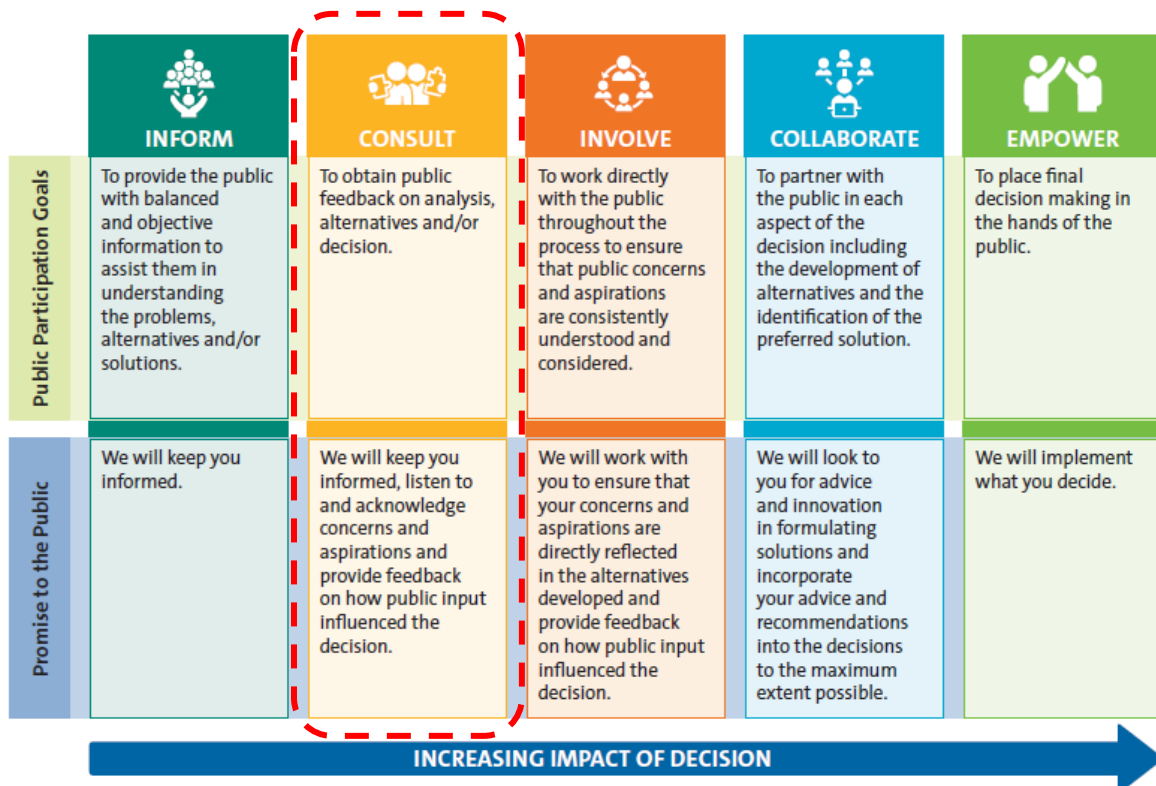 INFORM
CONSULT
INVOLVE
COLLABORATE
EMPOWER
Public Participation Goals
To provide the public
with balanced
and objective
information to
assist them in
understanding
the problems,
alternatives and/or
solutions.
To obtain public
feedback on analysis,
alternatives and/or
decision.
To work directly
with the public
throughout the
process to ensure
that public concerns
and aspirations
are consistently
understood and
considered.
To partner with
the public in each
aspect of the
decision including
the development of
alternatives and the
identification of the
preferred solution.
To place final
decision making in
the hands of the
public.
Promise to the Public
We will keep you
informed.
We will keep you
informed, listen to
and acknowledge
concerns and
aspirations and
provide feedback
on how public input
influenced the
decision.
We will work with
you to ensure that
your concerns and
aspirations are
directly reflected
in the alternatives
developed and
provide feedback
on how public input
influenced the
decision.
We will look to
you for advice
and innovation
in formulating
solutions and
incorporate
your advice and
recommendations
into the decisions
to the maximum
extent possible.
We will implement
what you decide.
INCREASING IMPACT OF DECISION